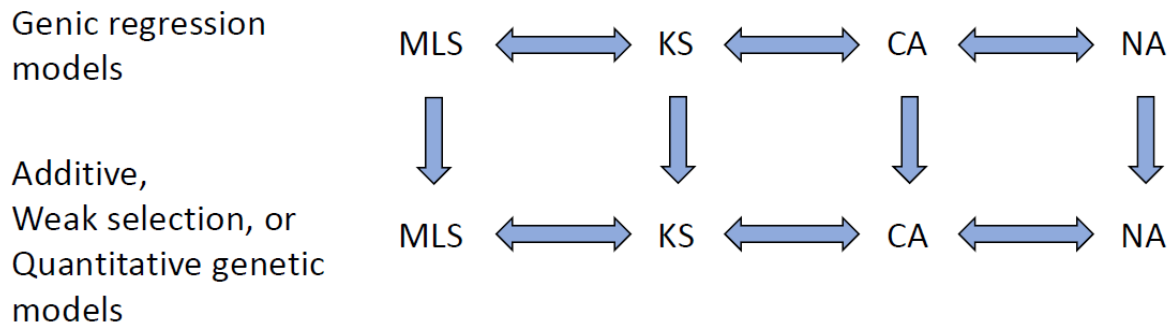 Genic regression
models
MLS KS CA NA
Additive,
Weak selection, or
Quantitative genetic
models
MLS KS CA NA